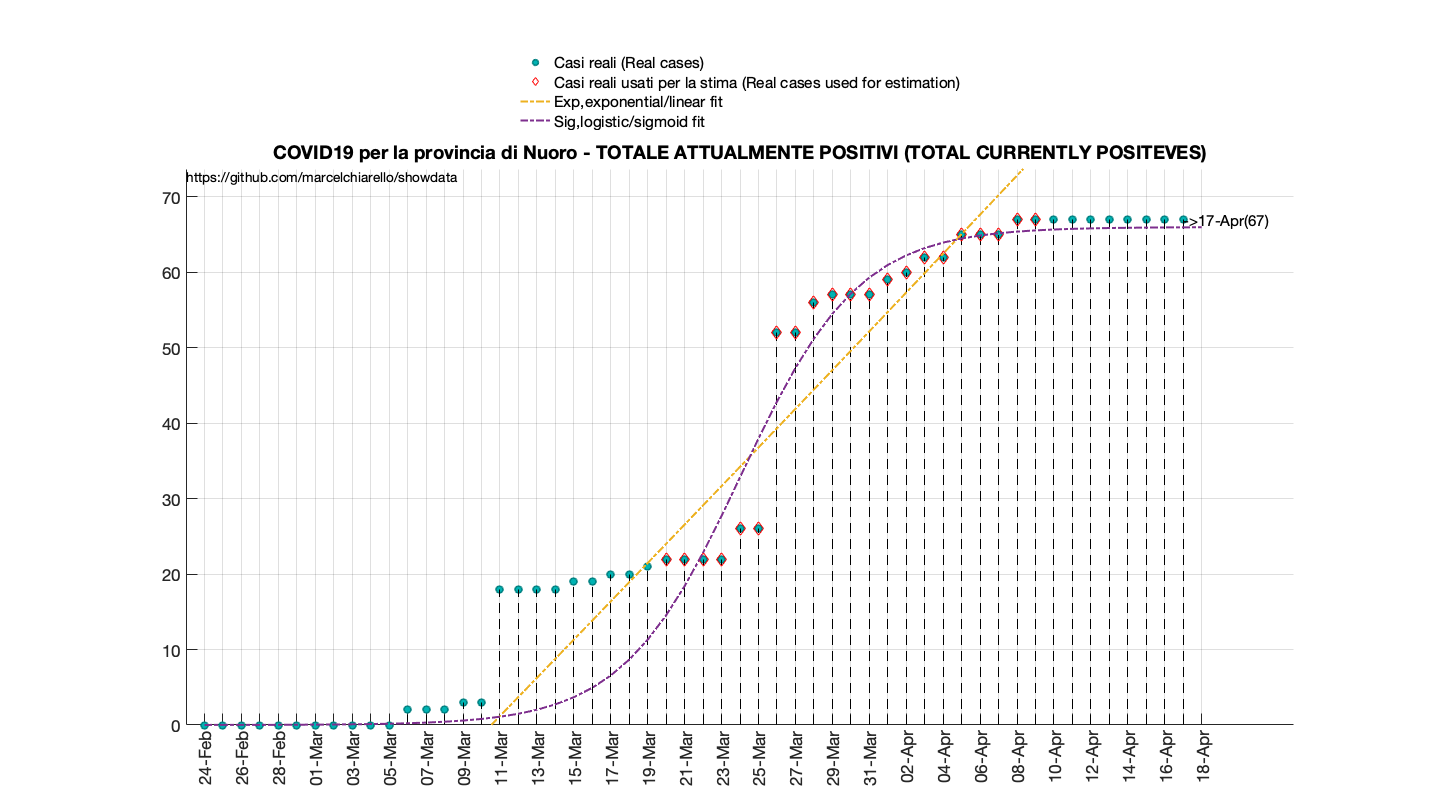 Casi reali (Real cases)
Casi reali usati per la stima (Real cases used for estimation)
Exp,exponential/linear fit
Sig,logistic/sigmoid fit
COVID19 per la provincia di Nuoro - TOTALE ATTUALMENTE POSITIVI (TOTAL CURRENTLY POSITEVES)
https://github.com/marcelchiarello/showdata
70
->17-Apr(67)
60
50
40
30
20
10
0
24-Feb
26-Feb
28-Feb
01-Mar
03-Mar
05-Mar
07-Mar
09-Mar
11-Mar
13-Mar
15-Mar
17-Mar
19-Mar
21-Mar
23-Mar
25-Mar
27-Mar
29-Mar
31-Mar
02-Apr
04-Apr
06-Apr
08-Apr
10-Apr
12-Apr
14-Apr
16-Apr
18-Apr